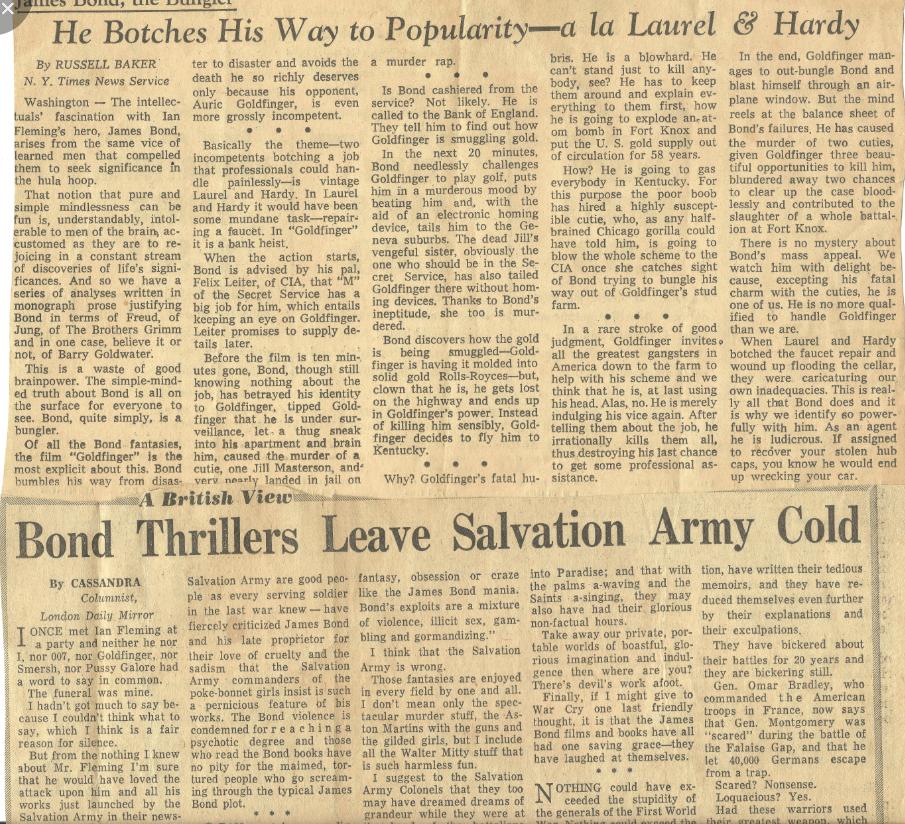 James Bond, the Bungler
He Botches His Way to Popularity—a la Laurel & Hardy
By RUSSELL BAKER
N. Y. Times News Service
Washington — The intellec-
tuals' fascination with Ian
Fleming's hero, James Bond,
arises from the same vice of
learned men that compelled
them to seek significance in
the hula hoop.
That notion that pure and
simple mindlessness can be
fun is, understandably, intol-
erable to men of the brain, ac-
customed as they are to re-
joicing in a constant stream
of discoveries of life's signi-
ficances. And so we have a
series of analyses written in
monograph prose justifying
Bond in terms of Freud, of
Jung, of The Brothers Grimm
and in one case, believe it or
not, of Barry Goldwater.
This is a waste of good
brainpower. The simple-mind-
ed truth about Bond is all on
the surface for everyone to
see. Bond, quite simply, is a
bungler.
Of all the Bond fantasies,
the film "Goldfinger" is the
most explicit about this. Bond
bumbles his way from disas-
ter to disaster and avoids the
death he so richly deserves
only because his opponent,
Auric Goldfinger, is even
more grossly incompetent.
• • •
Basically the theme—two
incompetents botching a job
that professionals could han-
dle painlessly—is vintage
Laurel and Hardy. In Laurel
and Hardy it would have been
some mundane task—repair-
ing a faucet. In "Goldfinger"
it is a bank heist.
When the action starts,
Bond is advised by his pal,
Felix Leiter, of CIA, that "M"
of the Secret Service has a
big job for him, which entails
keeping an eye on Goldfinger.
Leiter promises to supply de-
tails later.
Before the film is ten min-
utes gone, Bond, though still
knowing nothing about the
job, has betrayed his identity
to Goldfinger, tipped Gold-
finger that he is under sur-
veillance, let a thug sneak
into his apartment and brain
him, caused the murder of a
cutie, one Jill Masterson, and
very nearly landed in jail on
a murder rap.
• • •
Is Bond cashiered from the
service? Not likely. He is
called to the Bank of England.
They tell him to find out how
Goldfinger is smuggling gold.
In the next 20 minutes,
Bond needlessly challenges
Goldfinger to play golf, puts
him in a murderous mood by
beating him and, with the
aid of an electronic homing
device, tails him to the Ge-
neva suburbs. The dead Jill's
vengeful sister, obviously the
one who should be in the Se-
cret Service, has also tailed
Goldfinger there without hom-
ing devices. Thanks to Bond's
ineptitude, she too is mur-
dered.
Bond discovers how the gold
is being smuggled—Gold-
finger is having it molded into
solid gold Rolls-Royces—but,
clown that he is, he gets lost
on the highway and ends up
in Goldfinger's power. Instead
of killing him sensibly, Gold-
finger decides to fly him to
Kentucky.
• • •
Why? Goldfinger's fatal hu-
bris. He is a blowhard. He
can't stand just to kill any-
body, see? He has to keep
them around and explain ev-
erything to them first, how
he is going to explode an at-
om bomb in Fort Knox and
put the U. S. gold supply out
of circulation for 58 years.
How? He is going to gas
everybody in Kentucky. For
this purpose the poor boob
has hired a highly suscept-
ible cutie, who, as any half-
brained Chicago gorilla could
have told him, is going to
blow the whole scheme to the
CIA once she catches sight
of Bond trying to bungle his
way out of Goldfinger's stud
farm.
• • •
In a rare stroke of good
judgment, Goldfinger invites
all the greatest gangsters in
America down to the farm to
help with his scheme and we
think that he is, at last using
his head. Alas, no. He is merely
indulging his vice again. After
telling them about the job, he
irrationally kills them all,
thus destroying his last chance
to get some professional as-
sistance.
In the end, Goldfinger man-
ages to out-bungle Bond and
blast himself through an air-
plane window. But the mind
reels at the balance sheet of
Bond's failures. He has caused
the murder of two cuties,
given Goldfinger three beau-
tiful opportunities to kill him,
blundered away two chances
to clear up the case blood-
lessly and contributed to the
slaughter of a whole battal-
ion at Fort Knox.
There is no mystery about
Bond's mass appeal. We
watch him with delight be-
cause, excepting his fatal
charm with the cuties, he is
one of us. He is no more qual-
ified to handle Goldfinger
than we are.
When Laurel and Hardy
botched the faucet repair and
wound up flooding the cellar,
they were caricaturing our
own inadequacies. This is real-
ly all that Bond does and it
is why we identify so power-
fully with him. As an agent
he is ludicrous. If assigned
to recover your stolen hub
caps, you know he would end
up wrecking your car.
A British View
Bond Thrillers Leave Salvation Army Cold
By CASSANDRA
Columnist,
London Daily Mirror
I ONCE met Ian Fleming at
a party and neither he nor
I, nor 007, nor Goldfinger, nor
Smersh, nor Pussy Galore had
a word to say in common.
The funeral was mine.
I hadn't got much to say be-
cause I couldn't think what to
say, which I think is a fair
reason for silence.
But from the nothing I knew
about Mr. Fleming I'm sure
that he would have loved the
attack upon him and all his
works just launched by the
Salvation Army in their news-
Salvation Army are good peo-
ple as every serving soldier
in the last war knew — have
fiercely criticized James Bond
and his late proprietor for
their love of cruelty and the
sadism that the Salvation
Army commanders of the
poke-bonnet girls insist is such
a pernicious feature of his
works. The Bond violence is
condemned for reaching a
psychotic degree and those
who read the Bond books have
no pity for the maimed, tor-
tured people who go scream-
ing through the typical James
Bond plot.
• • •
fantasy, obsession or craze
like the James Bond mania.
Bond's exploits are a mixture
of violence, illicit sex, gam-
bling and gormandizing."
I think that the Salvation
Army is wrong.
Those fantasies are enjoyed
in every field by one and all.
I don't mean only the spec-
tacular murder stuff, the As-
ton Martins with the guns and
the gilded girls, but I include
all the Walter Mitty stuff that
is such harmless fun.
I suggest to the Salvation
Army Colonels that they too
may have dreamed dreams of
grandeur while they were at
into Paradise; and that with
the palms a-waving and the
Saints a-singing, they may
also have had their glorious
non-factual hours.
Take away our private, por-
table worlds of boastful, glo-
rious imagination and indul-
gence then where are you?
There's devil's work afoot.
Finally, if I might give to
War Cry one last friendly
thought, it is that the James
Bond films and books have all
had one saving grace—they
have laughed at themselves.
• • •
NOTHING could have ex-
ceeded the stupidity of
the generals of the First World
tion, have written their tedious
memoirs, and they have re-
duced themselves even further
by their explanations and
their exculpations.
They have bickered about
their battles for 20 years and
they are bickering still.
Gen. Omar Bradley, who
commanded the American
troops in France, now says
that Gen. Montgomery was
"scared" during the battle of
the Falaise Gap, and that he
let 40,000 Germans escape
from a trap.
Scared? Nonsense.
Loquacious? Yes.
Had these warriors used
their greatest weapon, which